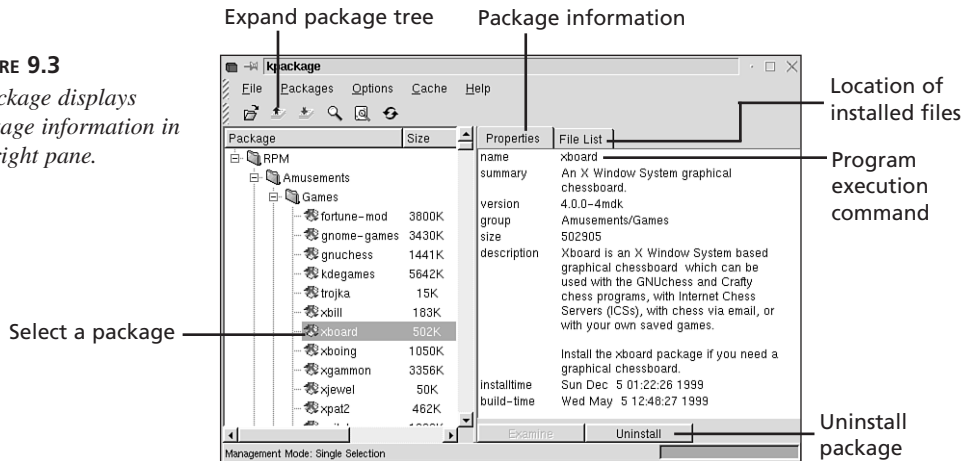 Expand package tree
Package information
RE 9.3
ckage displays
kage information in
right pane.
kpackage
File Packages Options Cache Help
Location of
installed files
Package Size
Properties File List
RPM
Amusements
Games
fortune-mod 3800K
gnome-games 3430K
gnuchess 1441K
kdegames 5642K
trojka 15K
xbill 183K
xboard 502K
xboing 1050K
xgammon 3356K
xjewel 50K
xpat2 462K
name xboard
summary An X Window System graphical
chessboard.
version 4.0.0-4mdk
group Amusements/Games
size 502905
description Xboard is an X Window System based
graphical chessboard which can be
used with the GNUchess and Crafty
chess programs, with Internet Chess
Servers (ICSs), with chess via email, or
with your own saved games.
Install the xboard package if you need a
graphical chessboard.
installtime Sun Dec 5 01:22:26 1999
build-time Wed May 5 12:48:27 1999
Program
execution
command
Select a package
Examine Uninstall
Uninstall
package
Management Mode: Single Selection